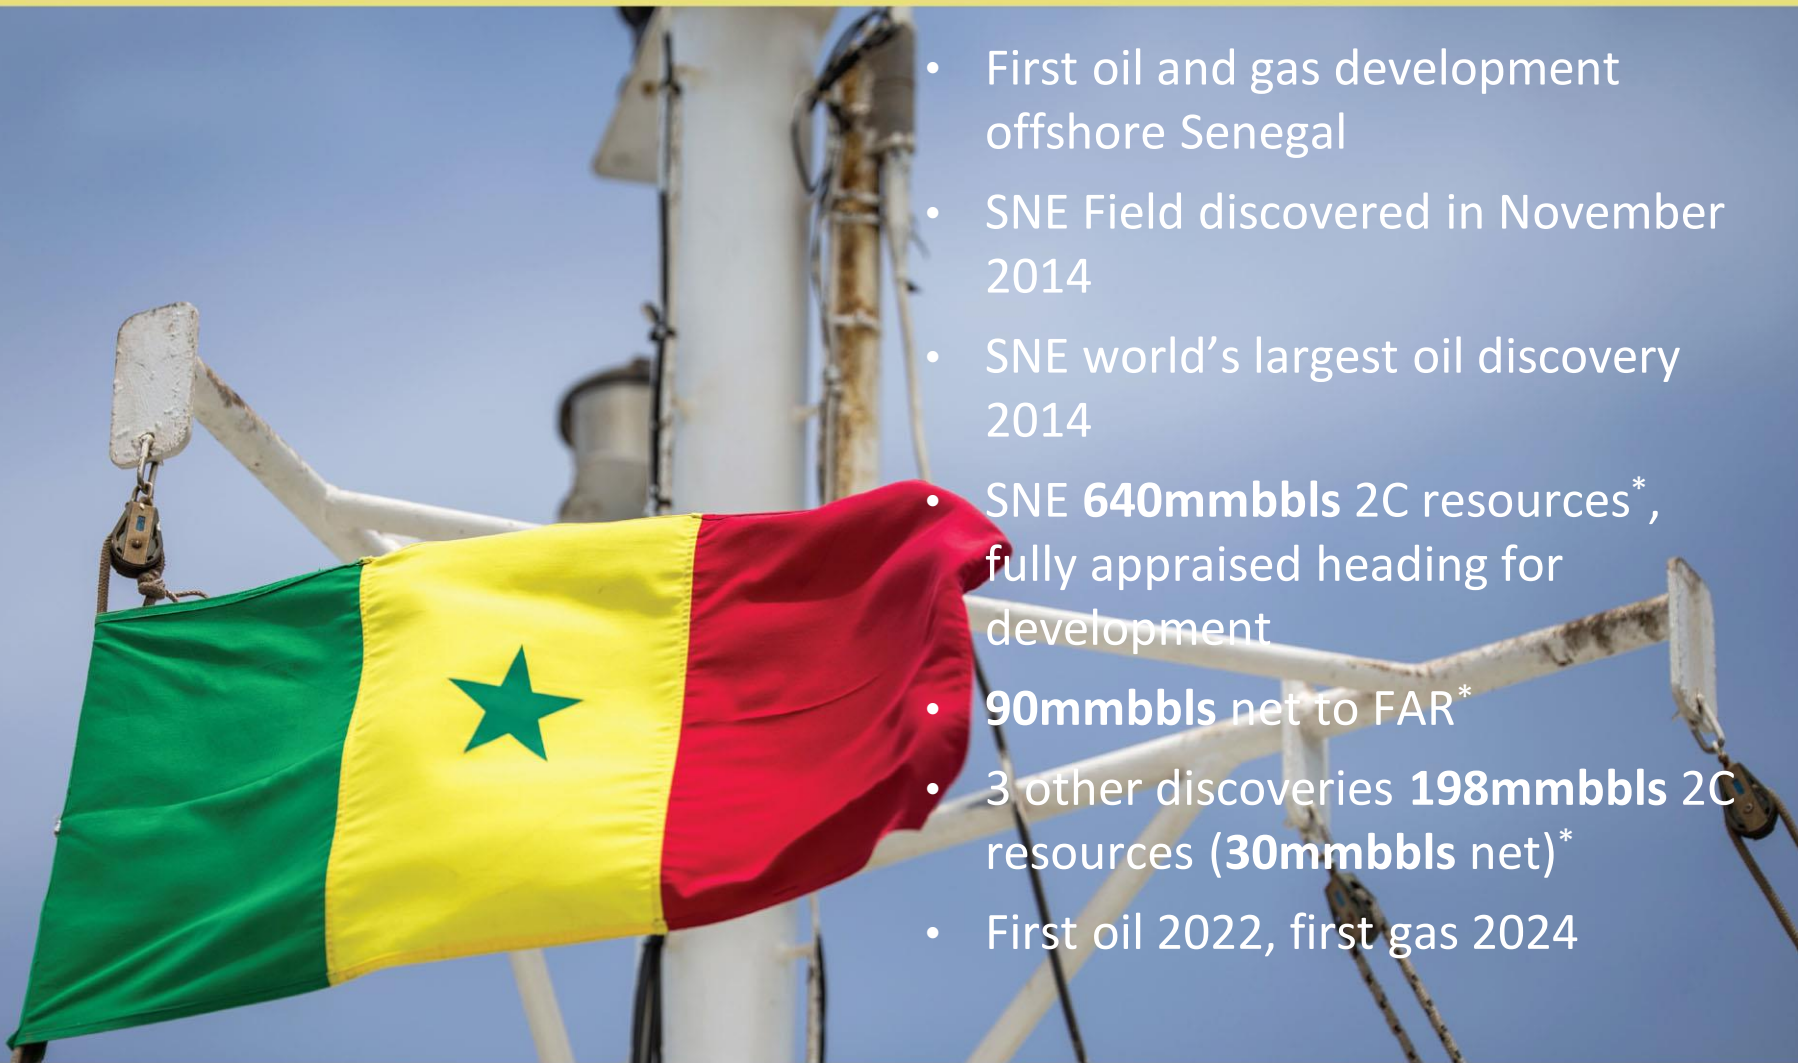 • First oil and gas development
offshore Senegal
• SNE Field discovered in November
2014
• SNE world’s largest oil discovery
2014
• SNE 640mmbbls 2C resources*,
fully appraised heading for
development
• 90mmbbls net to FAR*
• 3 other discoveries 198mmbbls 2C
resources (30mmbbls net)*
• First oil 2022, first gas 2024